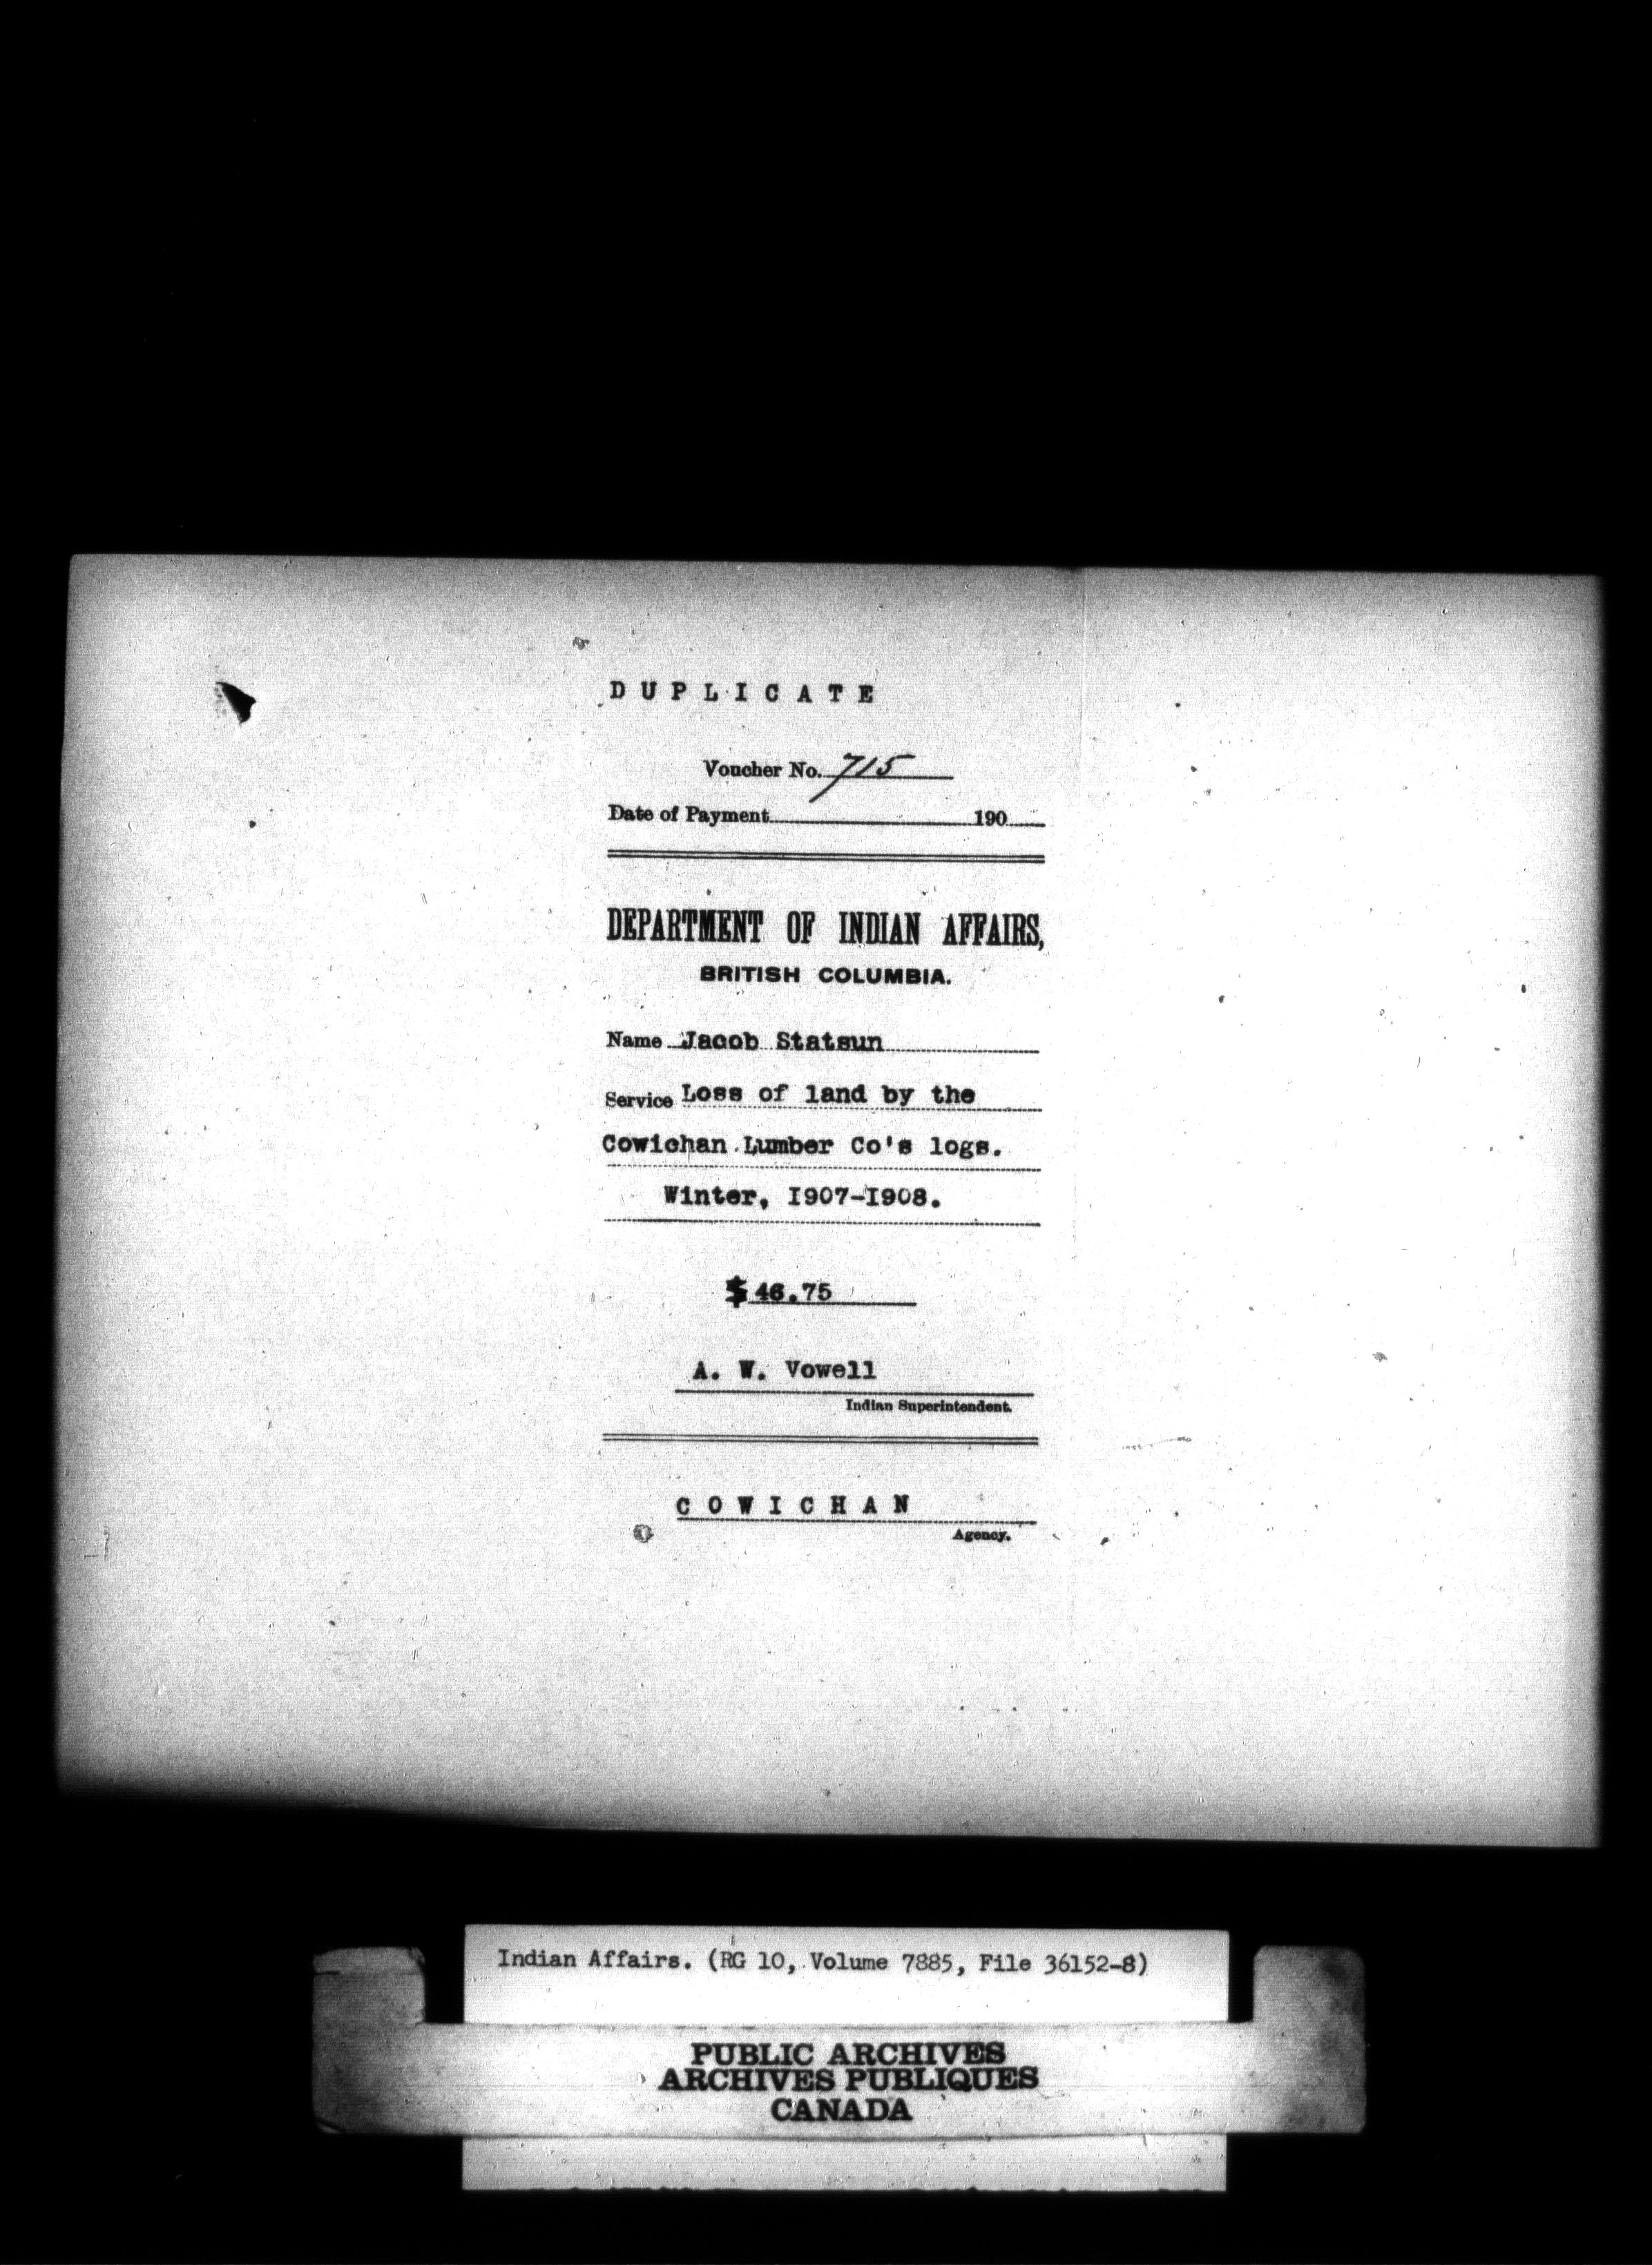 DUPLICATE
Voucher No. 715
Date of Payment 190
DEPARTMENT OF INDIAN AFFAIRS,
BRITISH COLUMBIA.
Name Jacob Statsun
Service Loss of land by the
Cowichan Lumber Co's logs.
Winter, I907-I908.
$ 46.75
A. W. Vowell
Indian Superintendent.
COWICHAN
Agency.
Indian Affairs. (RG 10, Volume 7885, File 36152-8)
PUBLIC ARCHIVES
ARCHIVES PUBLIQUES
CANADA